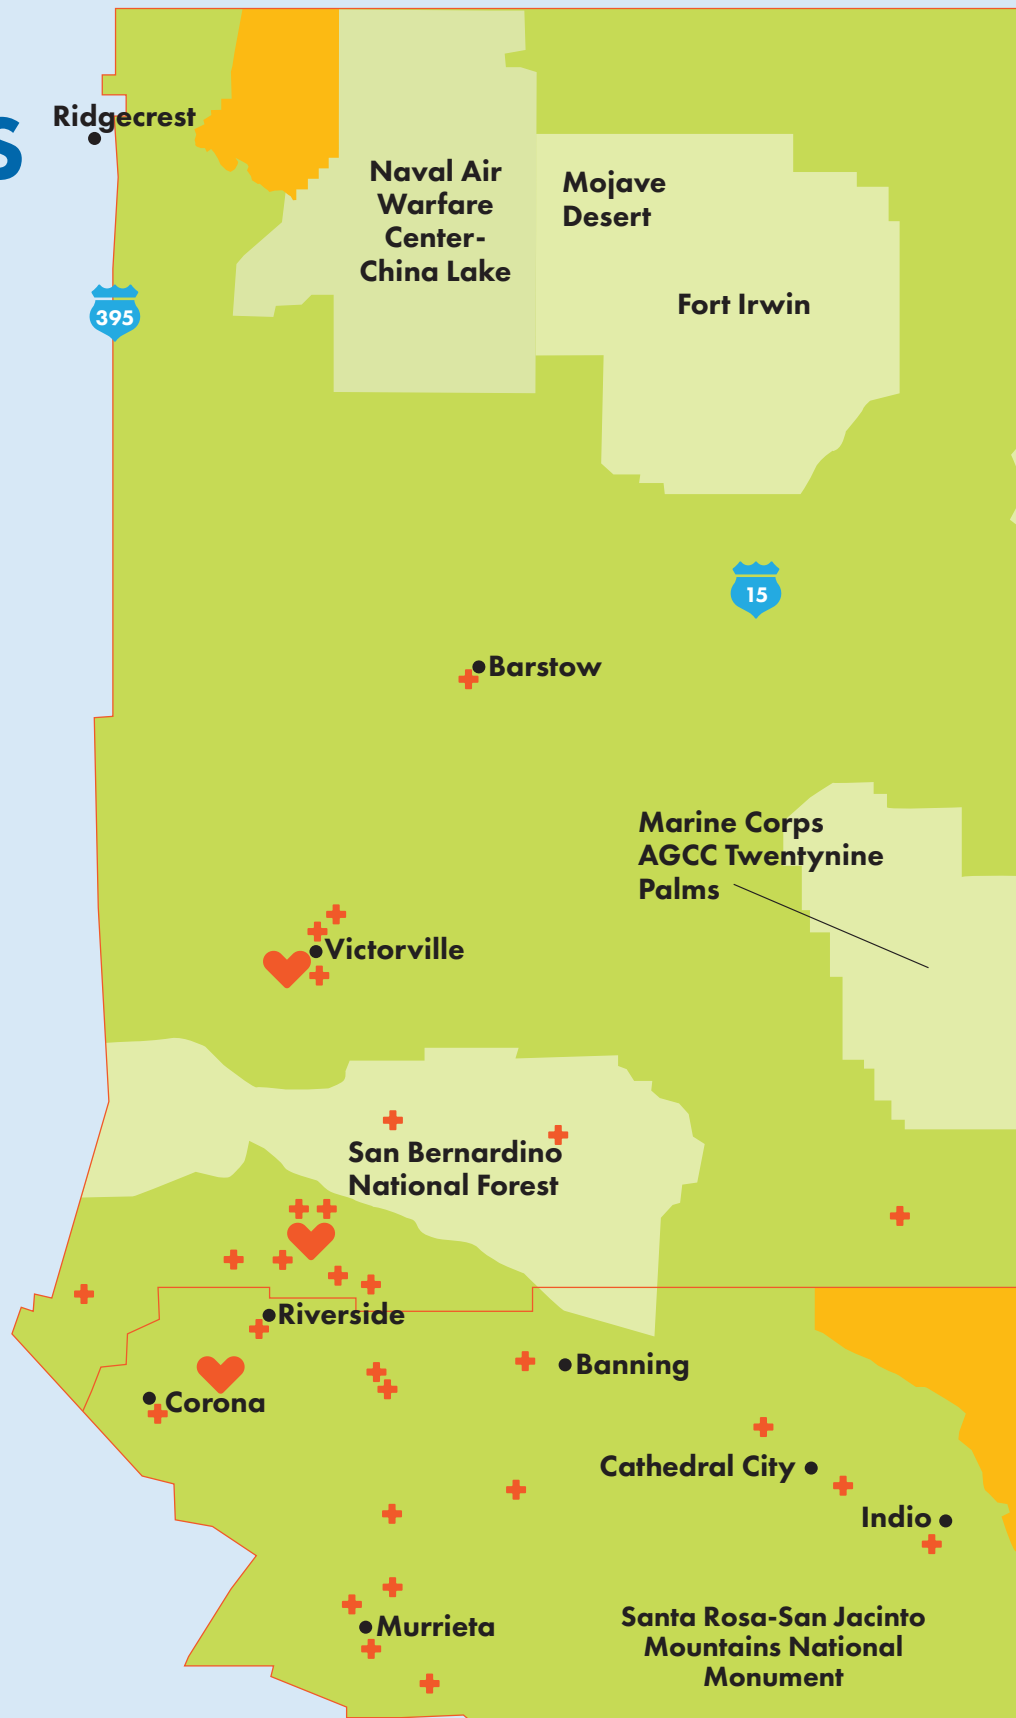 s
Ridgecrest
Naval Air
Warfare
Center-
China Lake
Mojave
Desert
Fort Irwin
395
15
Barstow
Marine Corps
AGCC Twentynine
Palms
Victorville
San Bernardino
National Forest
Riverside
Banning
Corona
Cathedral City
Indio
Murrieta
Santa Rosa-San Jacinto
Mountains National
Monument